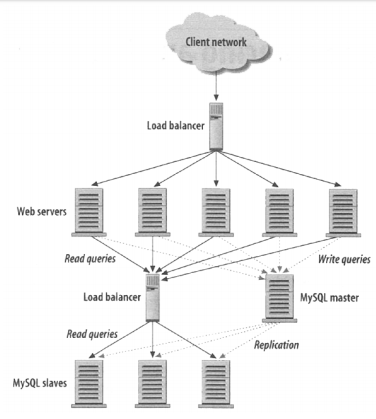 Client network
Load balancer
Web servers
Read queries
Write queries
Load balancer
MySQL master
Read queries
Replication
MySQL slaves